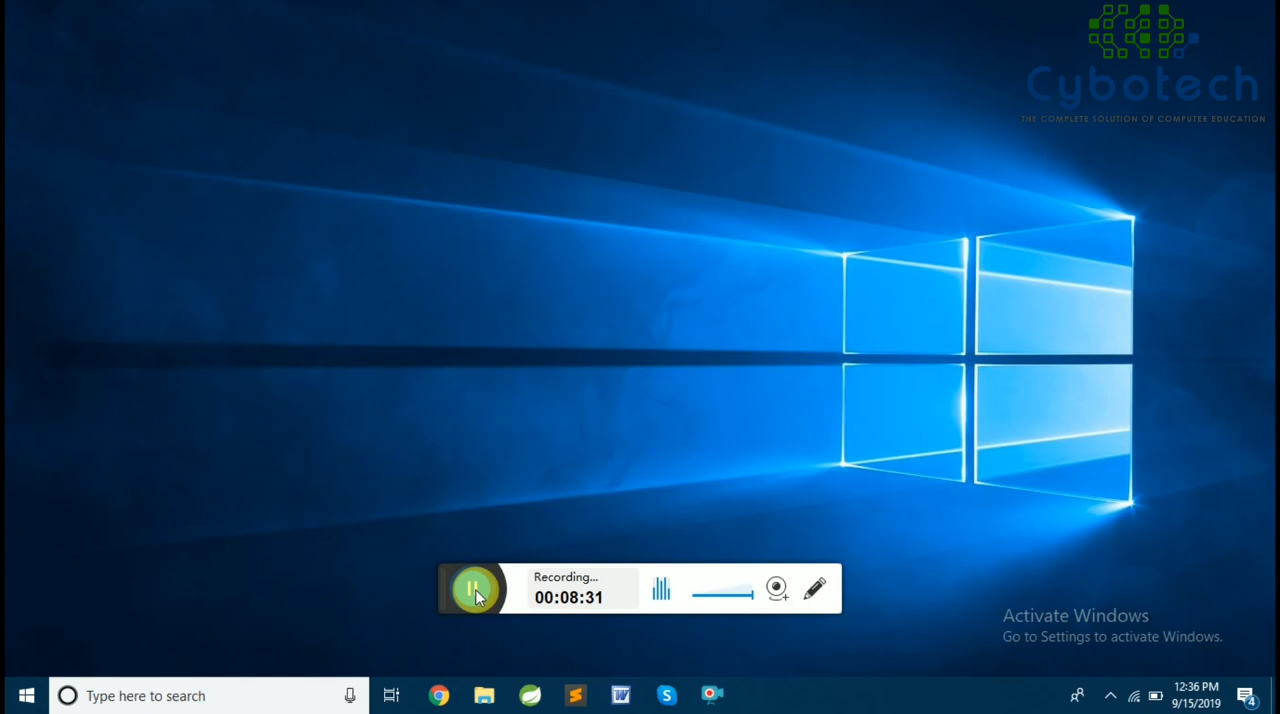 Cybotech
THE COMPLETE SOLUTION OF COMPUTER EDUCATION
Recording...
00:08:31
Activate Windows
Go to Settings to activate Windows.
Type here to search
12:36 PM
9/15/2019
4